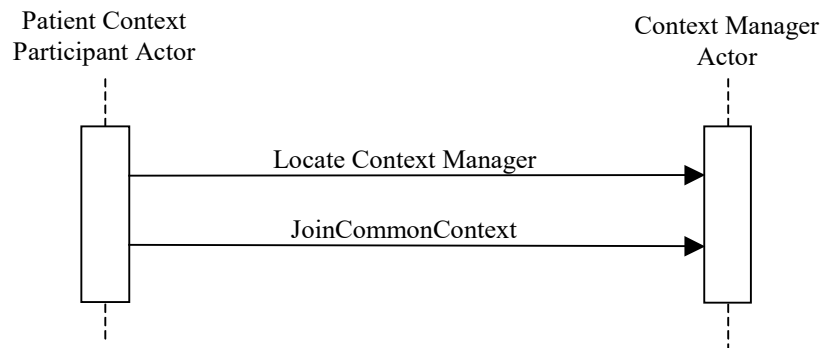 Patient Context
Participant Actor
Context Manager
Actor
Locate Context Manager
JoinCommonContext